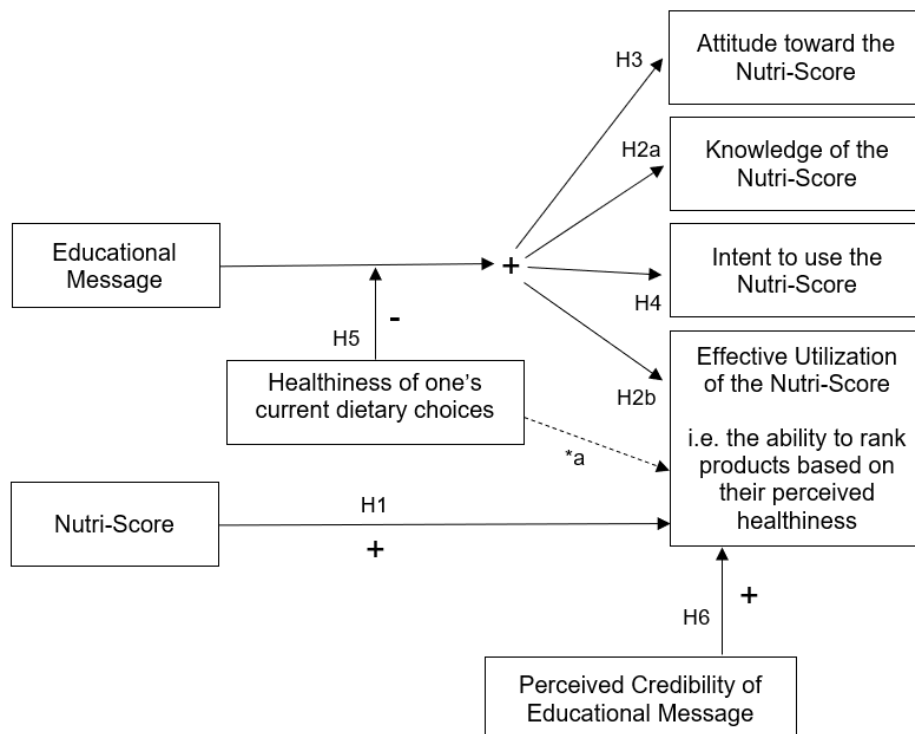 Attitude toward the
Nutri-Score
H3
H2a
Knowledge of the
Nutri-Score
Educational
Message
+
Intent to use the
Nutri-Score
H4
-
H5
Healthiness of one's
current dietary choices
H2b
Effective Utilization
of the Nutri-Score
i.e. the ability to rank
products based on
their perceived
healthiness
*a
Nutri-Score
H1
+
H6
+
Perceived Credibility of
Educational Message